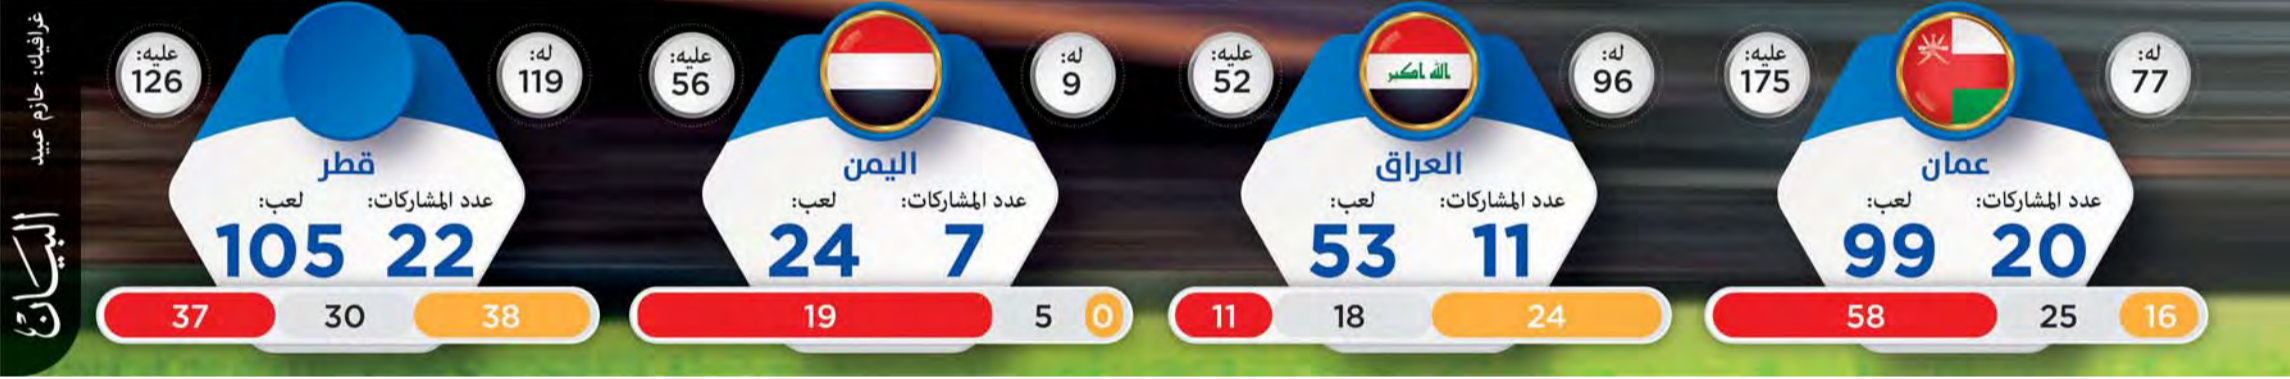 له:
77
عليه:
175
عمان
عدد المشاركات: لعب:
20 99
16 25 58
له:
96
عليه:
52
الله اكبر
العراق
عدد المشاركات: لعب:
11 53
24 18 11
له:
9
عليه:
56
اليمن
عدد المشاركات: لعب:
7 24
0 5 19
له:
119
عليه:
126
قطر
عدد المشاركات: لعب:
22 105
38 30 37
غرافيك: حازم عبيد
البيان